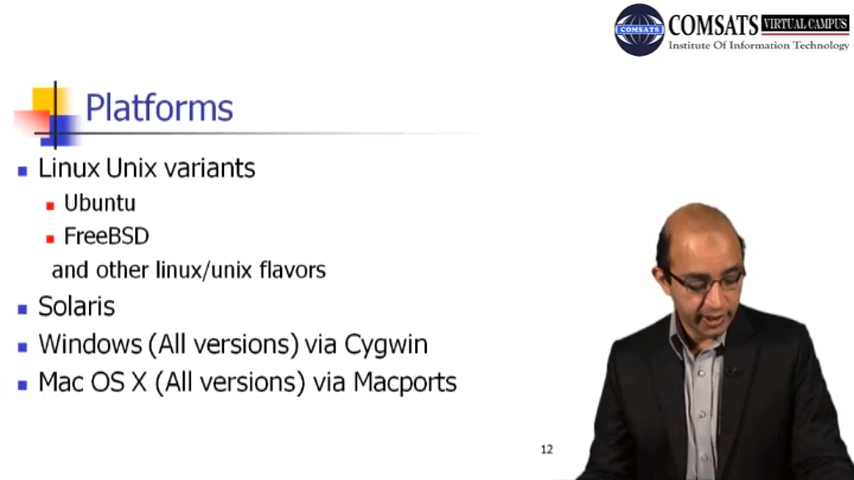 COMSATS VIRTUAL CAMPUS
COMSATS
Institute Of Information Technology
Platforms
Linux Unix variants
Ubuntu
FreeBSD
and other linux/unix flavors
Solaris
Windows (All versions) via Cygwin
Mac OS X (All versions) via Macports
12